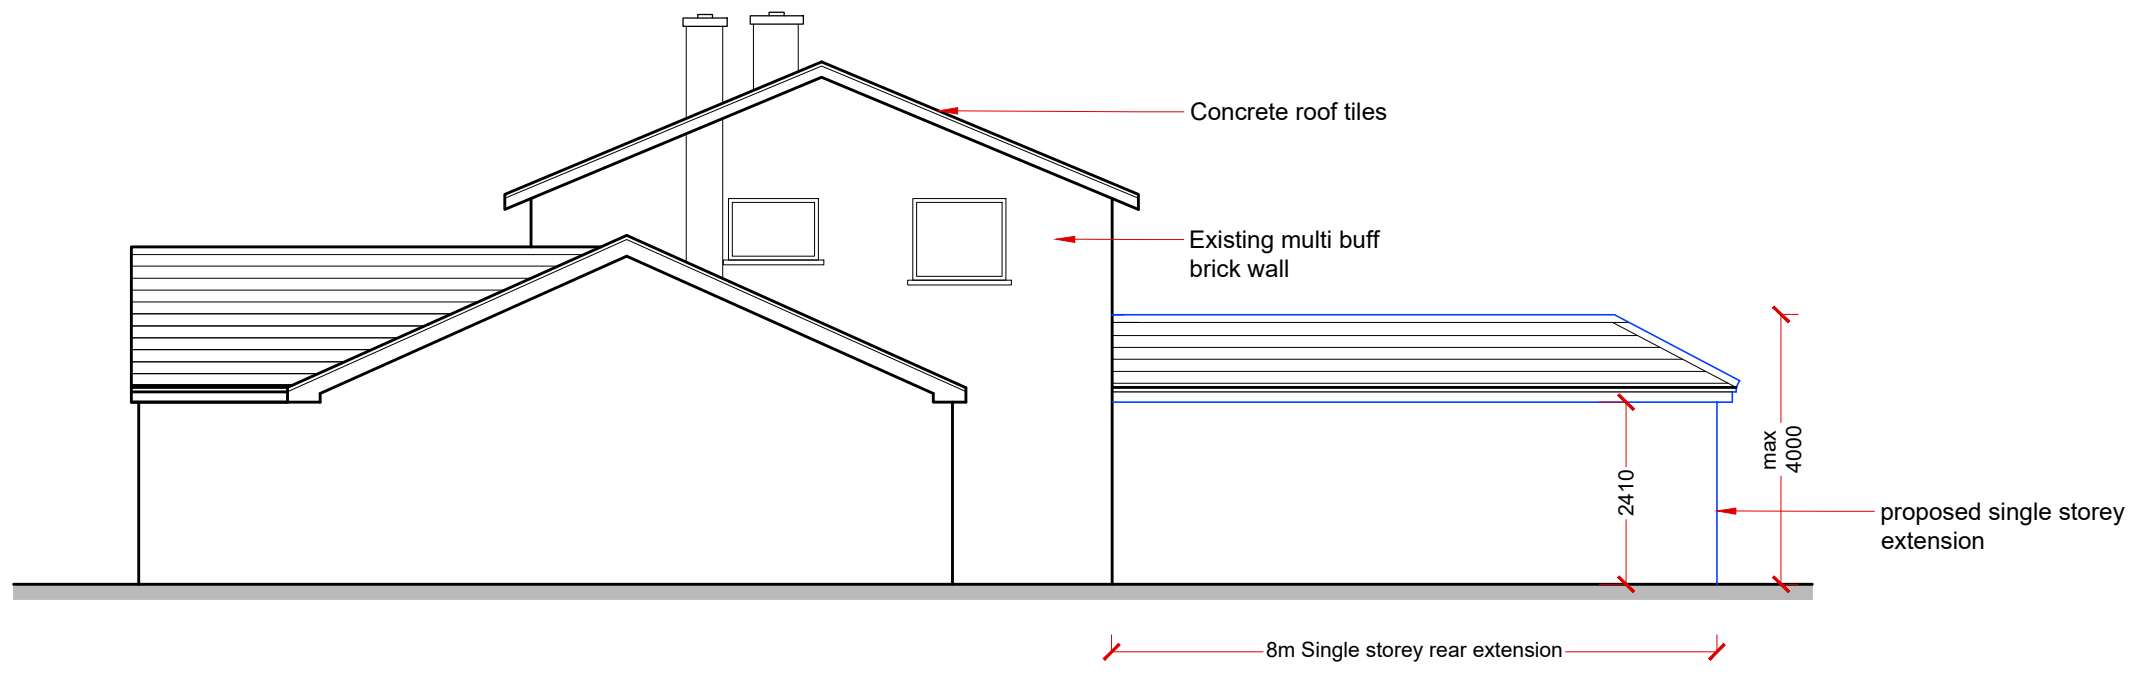 Concrete roof tiles
Existing multi buff
brick wall
max
4000
2410
proposed single storey
extension
8m Single storey rear extension